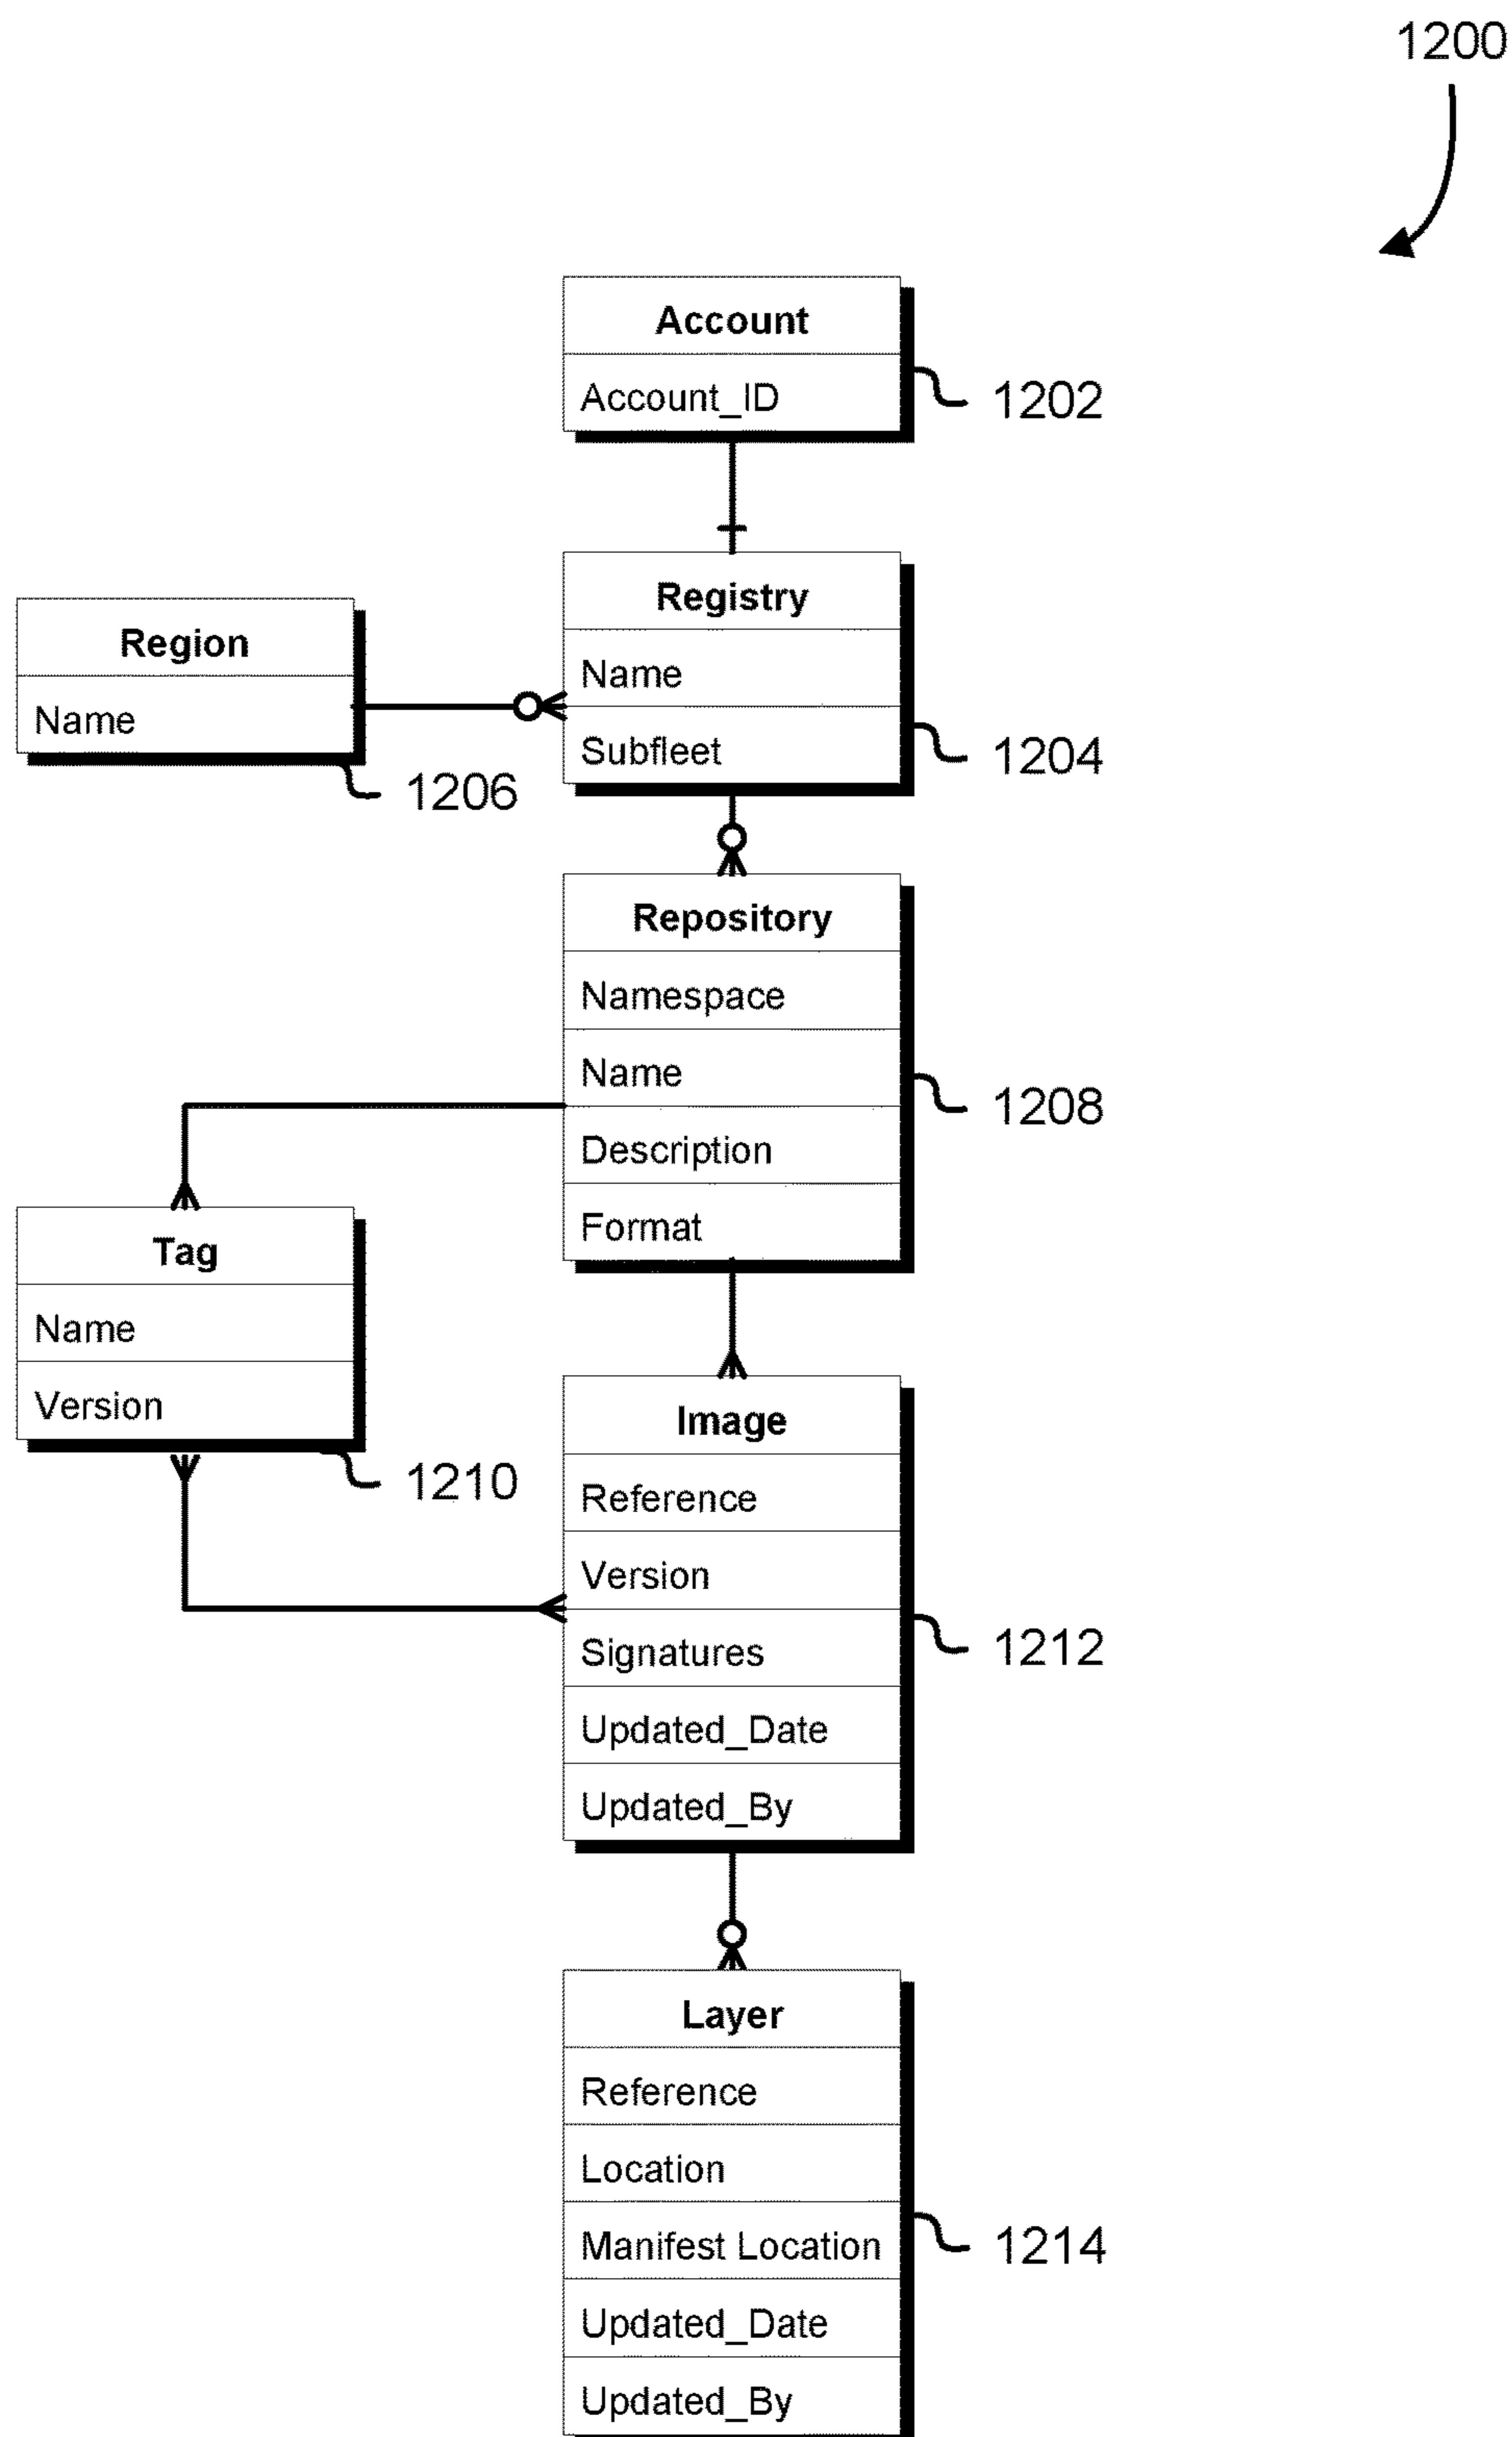 1200
Account
Account_ID
1202
Registry
Name
Subfleet
1204
Region
Name
1206
Repository
Namespace
Name
Description
Format
1208
Tag
Name
Version
1210
Image
Reference
Version
Signatures
Updated_Date
Updated_By
1212
Layer
Reference
Location
Manifest Location
Updated_Date
Updated_By
1214